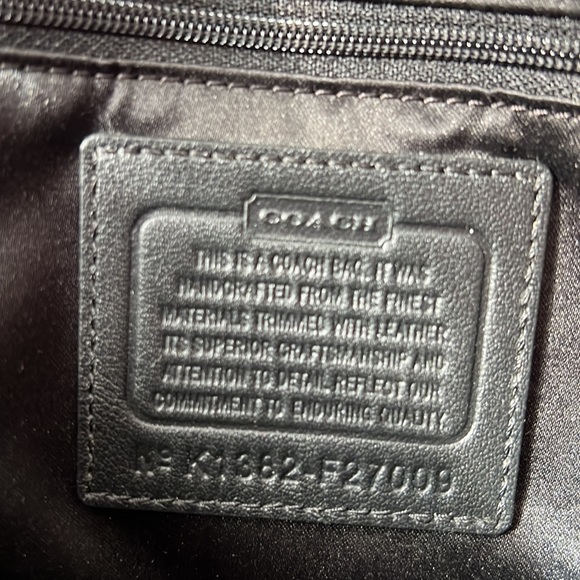 COACH
THIS IS A COACH BAG. IT WAS
HANDCRAFTED FROM THE FINEST
MATERIALS TRIMMED WITH LEATHER.
ITS SUPERIOR CRAFTSMANSHIP AND
ATTENTION TO DETAIL REFLECT OUR
COMMITMENT TO ENDURING QUALITY.
Nº K1382-F27009